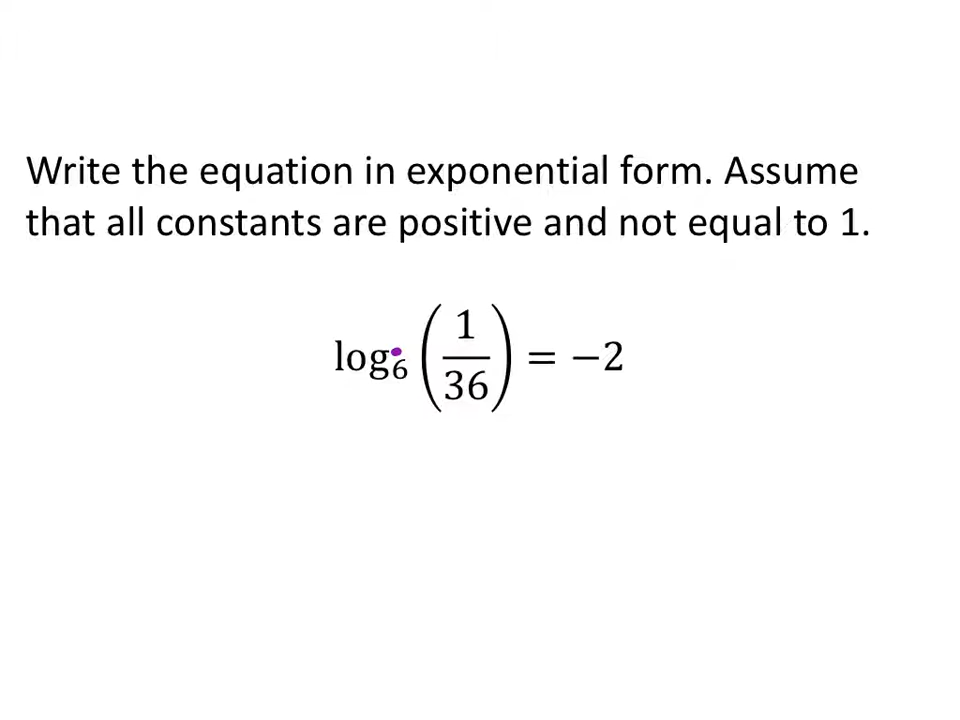 Write the equation in exponential form. Assume
that all constants are positive and not equal to 1.
log₆(1/36) = −2